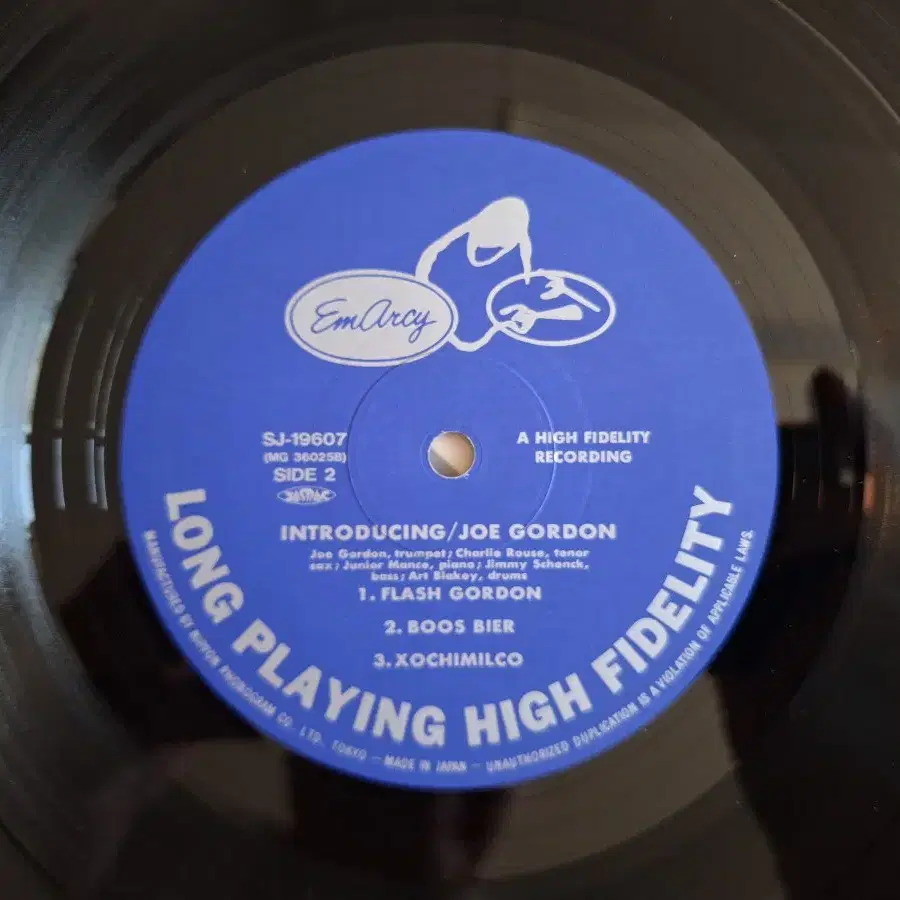 EmArcy
SJ-19607
(MG 36025B)
SIDE 2
A HIGH FIDELITY
RECORDING
INTRODUCING/JOE GORDON
Joe Gordon, trumpet; Charlie Rouse, tenor
sax; Junior Mance, piano; Jimmy Schenck,
bass; Art Blakey, drums
1. FLASH GORDON
2. BOOS BIER
3. XOCHIMILCO
LONG PLAYING HIGH FIDELITY
MANUFACTURED BY NIPPON PHONOGRAM CO., LTD. TOKYO — MADE IN JAPAN — UNAUTHORIZED DUPLICATION IS A VIOLATION OF APPLICABLE LAWS.